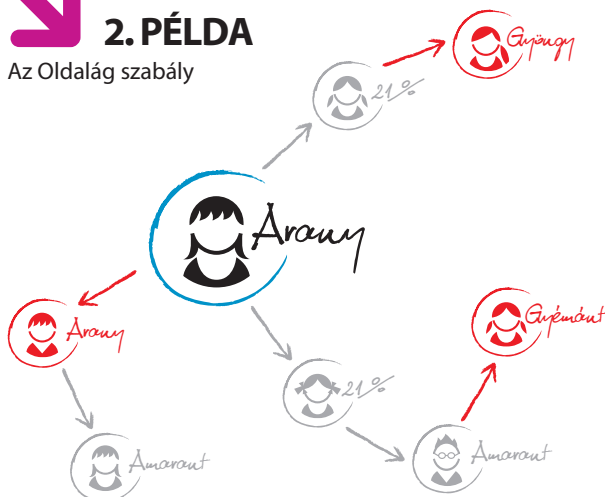 2. PÉLDA
Az Oldalág szabály
Gyöngy
21%
Arany
Arany
Gyémánt
21%
Amarant
Amarant